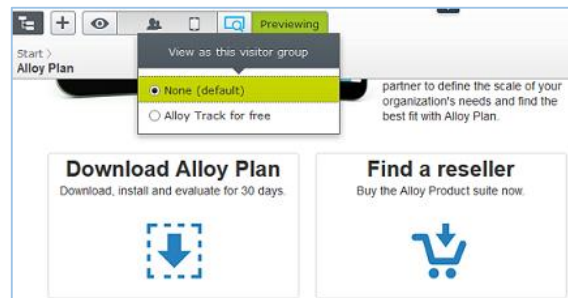 Previewing
View as this visitor group
Start >
Alloy Plan
None (default)
Alloy Track for free
partner to define the scale of your
organization's needs and find the
best fit with Alloy Plan.
Download Alloy Plan
Download, install and evaluate for 30 days.
Find a reseller
Buy the Alloy Product suite now.